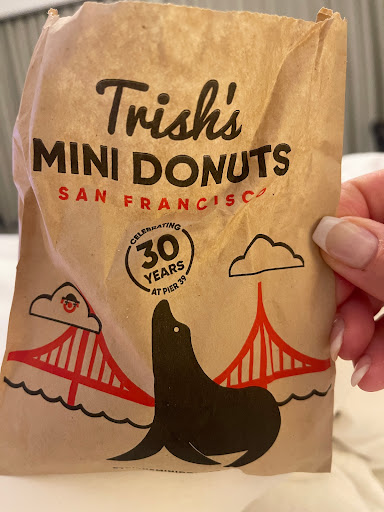 Trish's
MINI DONUTS
SAN FRANCISCO
CELEBRATING
30
YEARS
AT PIER 39